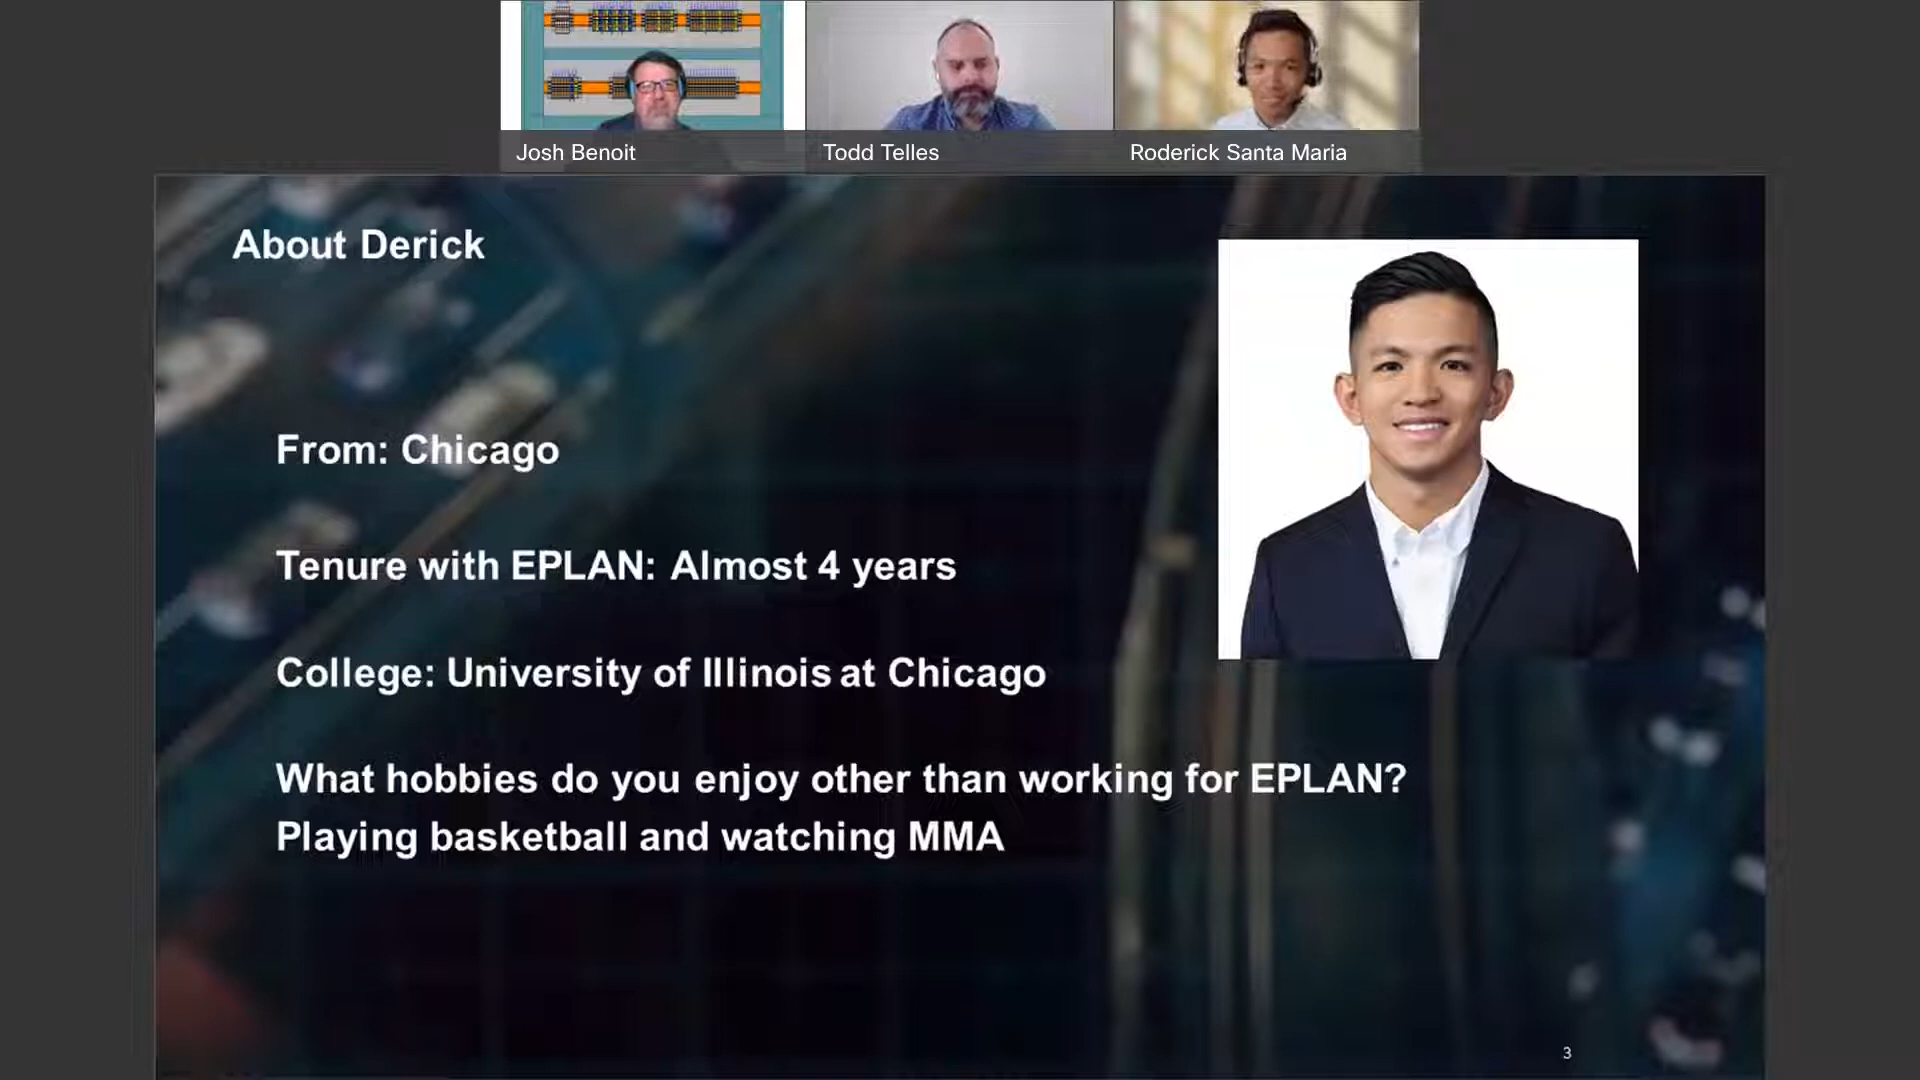 Josh Benoit
Todd Telles
Roderick Santa Maria
About Derick
From: Chicago
Tenure with EPLAN: Almost 4 years
College: University of Illinois at Chicago
What hobbies do you enjoy other than working for EPLAN?
Playing basketball and watching MMA
3